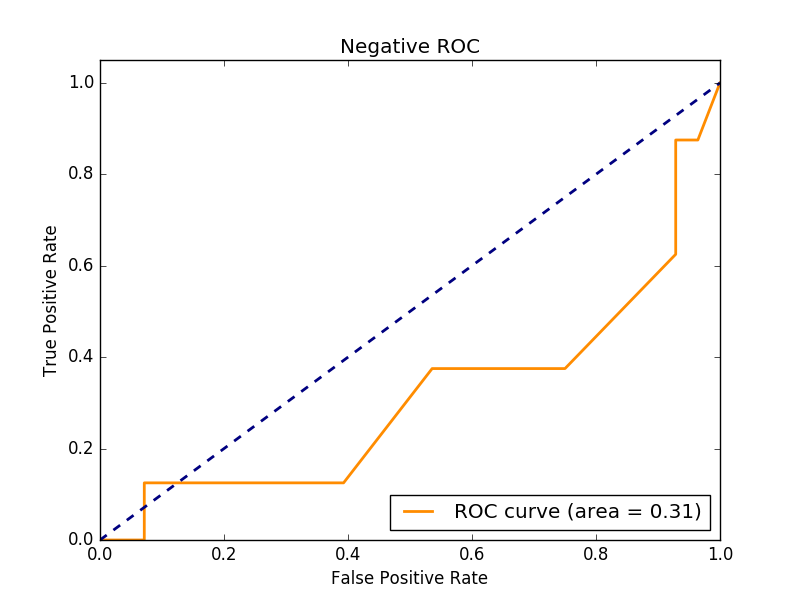 Negative ROC
True Positive Rate
1.0
0.8
0.6
0.4
0.2
0.0
ROC curve (area = 0.31)
0.0 0.2 0.4 0.6 0.8 1.0
False Positive Rate